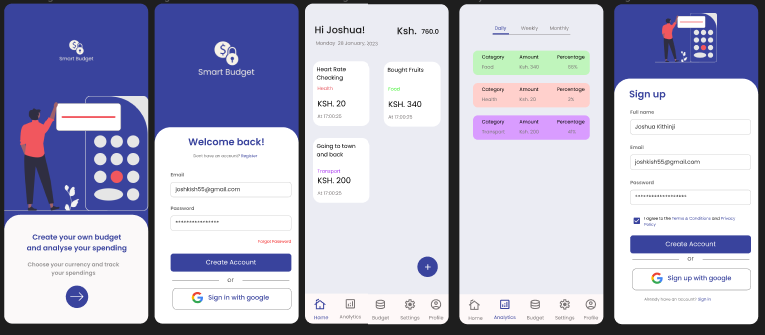 Smart Budget
Create your own budget
and analyse your spending
Choose your currency and track
your spendings
Smart Budget
Welcome back!
Dont have an account? Register
Email
joshkish55@gmail.com
Password
****************
Forgot Password
Create Account
or
Sign in with google
Hi Joshua!
Ksh. 760.0
Monday 28 January, 2022
Heart Rate
Checking
Health
KSH. 20
At 17:00:25
Bought Fruits
Food
KSH. 340
At 17:00:25
Going to town
and back
Transport
KSH. 200
At 17:00:25
+
Home
Analytics
Budget
Settings
Profile
Daily
Weekly
Monthly
Category
Amount
Percentage
Food
Ksh. 340
Category
Amount
Percentage
Health
Ksh. 20
2%
Category
Amount
Percentage
Transport
Ksh. 200
41%
Home
Analytics
Budget
Settings
Profile
Sign up
Full name
Joshua Kithinji
Email
joshkish55@gmail.com
Password
*******************
I agree to the Terms & Conditions and Privacy
Policy
Create Account
or
Sign up with google
Already have an account? Sign In